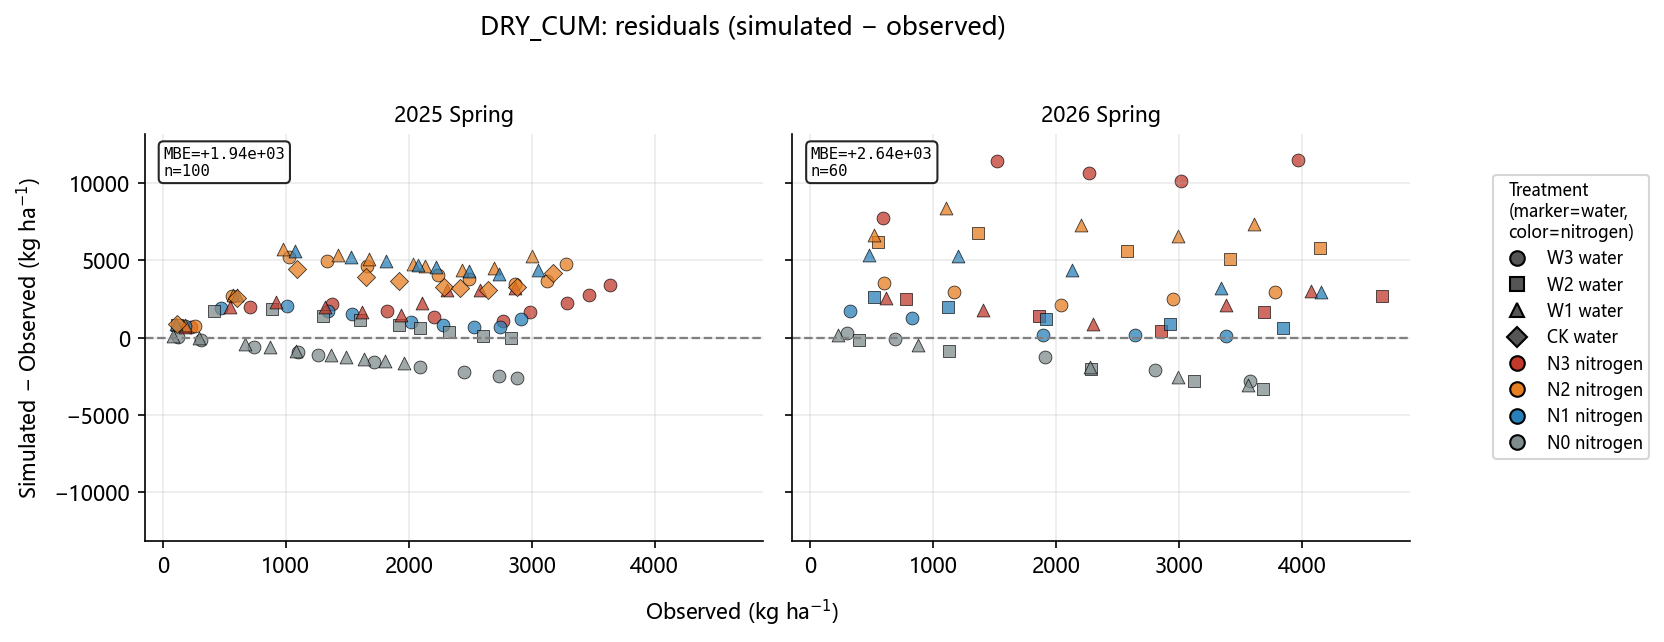 DRY_CUM: residuals (simulated − observed)
2025 Spring
2026 Spring
MBE=+1.94e+03
n=100
MBE=+2.64e+03
n=60
Simulated − Observed (kg ha⁻¹)
10000
5000
0
−5000
−10000
0 1000 2000 3000 4000
0 1000 2000 3000 4000
Observed (kg ha⁻¹)
Treatment
(marker=water,
color=nitrogen)
W3 water
W2 water
W1 water
CK water
N3 nitrogen
N2 nitrogen
N1 nitrogen
N0 nitrogen